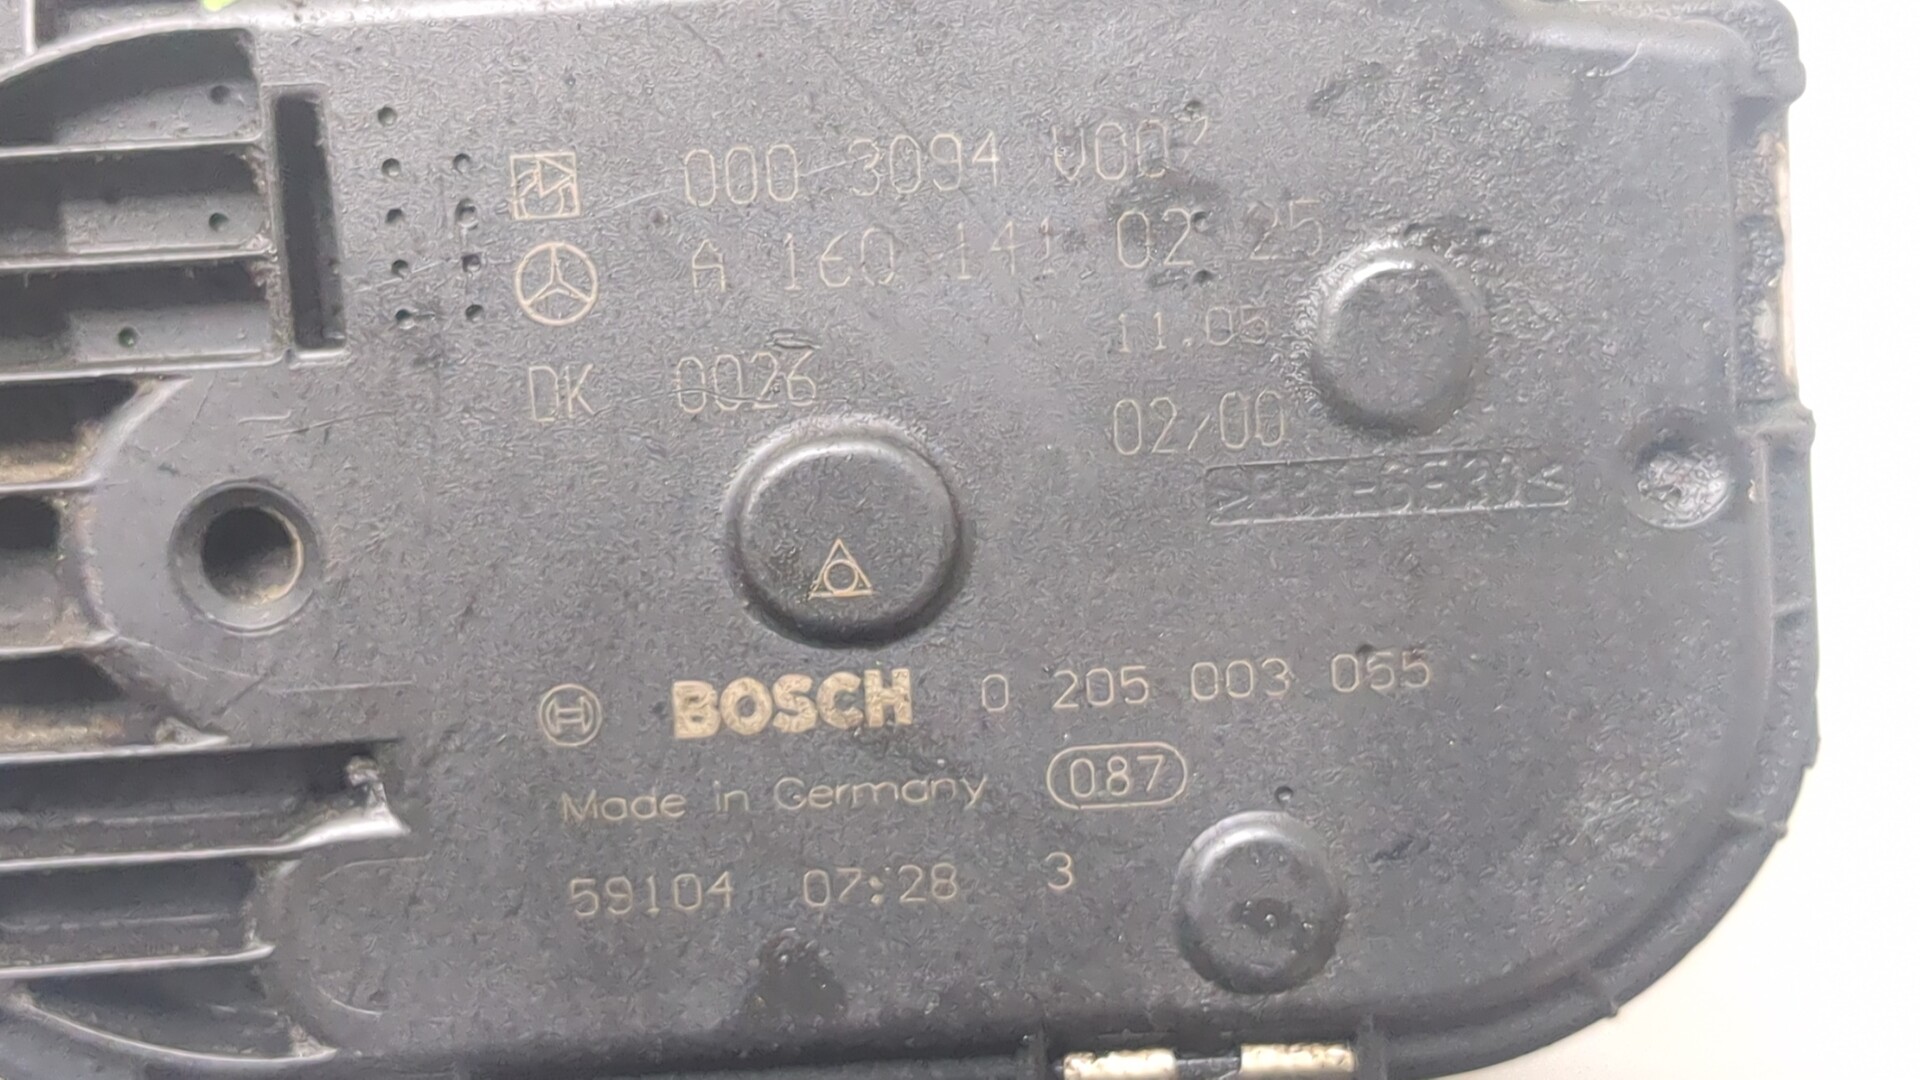 000 3094 V007
A 160 141 02 25
11.05
DK 0026
02/00
BOSCH 0 205 003 055
Made in Germany 087
59104 07:28 3